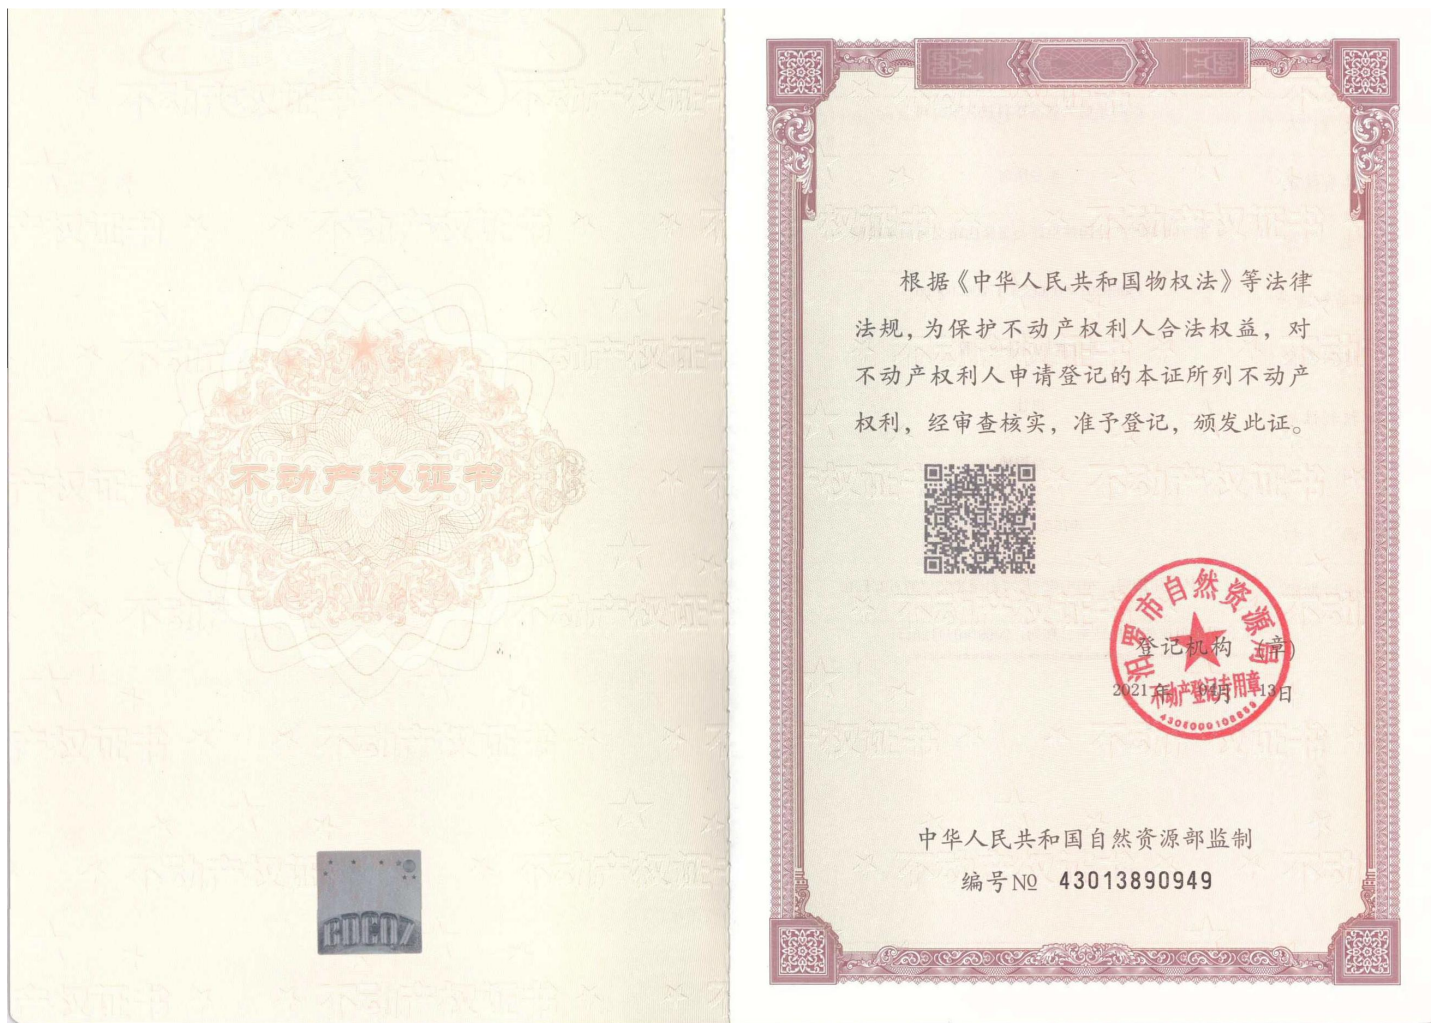 不动产权证书
根据《中华人民共和国物权法》等法律
法规，为保护不动产权利人合法权益，对
不动产权利人申请登记的本证所列不动产
权利，经审查核实，准予登记，颁发此证。
汨罗市自然资源局
登记机构 （章）
2021 年 04月 13日
不动产登记专用章
中华人民共和国自然资源部监制
编号№ 43013890949